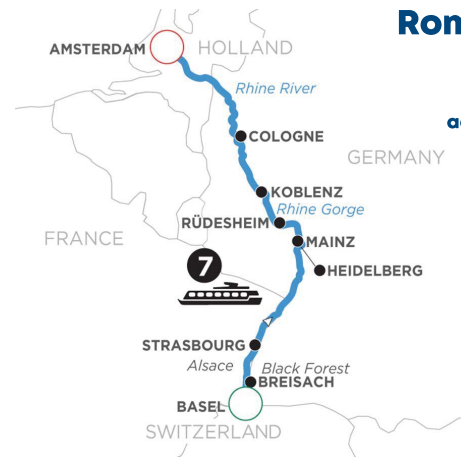 Ron
AMSTERDAM
HOLLAND
Rhine River
COLOGNE
GERMANY
KOBLENZ
Rhine Gorge
RÜDESHEIM
FRANCE
MAINZ
7
HEIDELBERG
STRASBOURG
Alsace
Black Forest
BREISACH
BASEL
SWITZERLAND